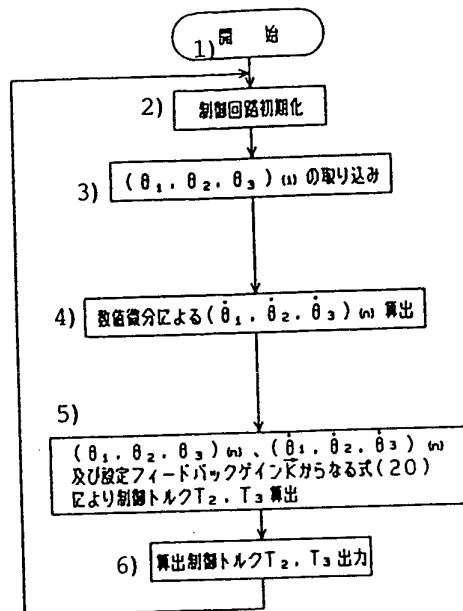 1) 開 始
2) 制御回路初期化
3) (θ₁, θ₂, θ₃)₍₁₎ の取り込み
4) 数値微分による(θ̇₁, θ̇₂, θ̇₃)₍ₙ₎ 算出
5)
(θ₁, θ₂, θ₃)₍ₙ₎、(θ̇₁, θ̇₂, θ̇₃)₍ₙ₎
及び設定フィードバックゲインK⃗からなる式(20)
により制御トルクT₂, T₃算出
6) 算出制御トルクT₂, T₃出力